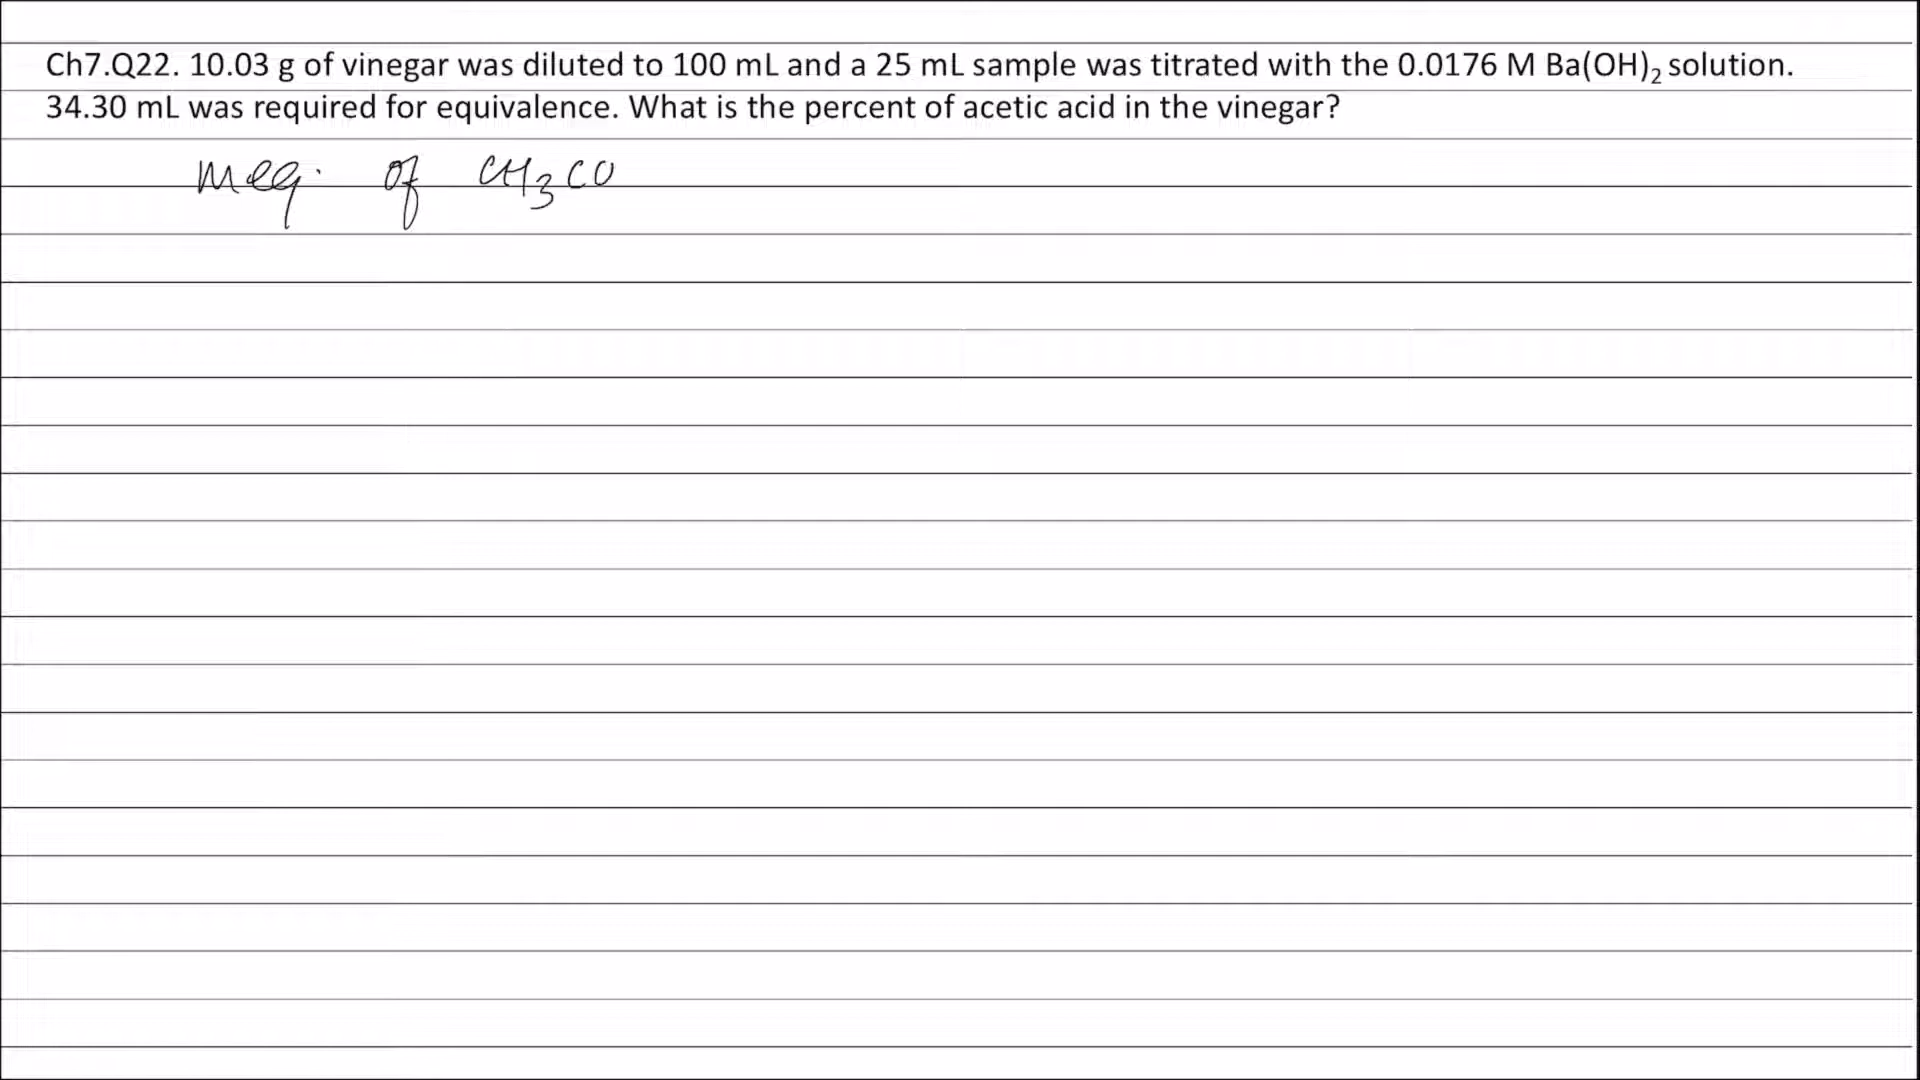 Ch7.Q22. 10.03 g of vinegar was diluted to 100 mL and a 25 mL sample was titrated with the 0.0176 M Ba(OH)₂ solution.
34.30 mL was required for equivalence. What is the percent of acetic acid in the vinegar?
meq. of CH₃CO